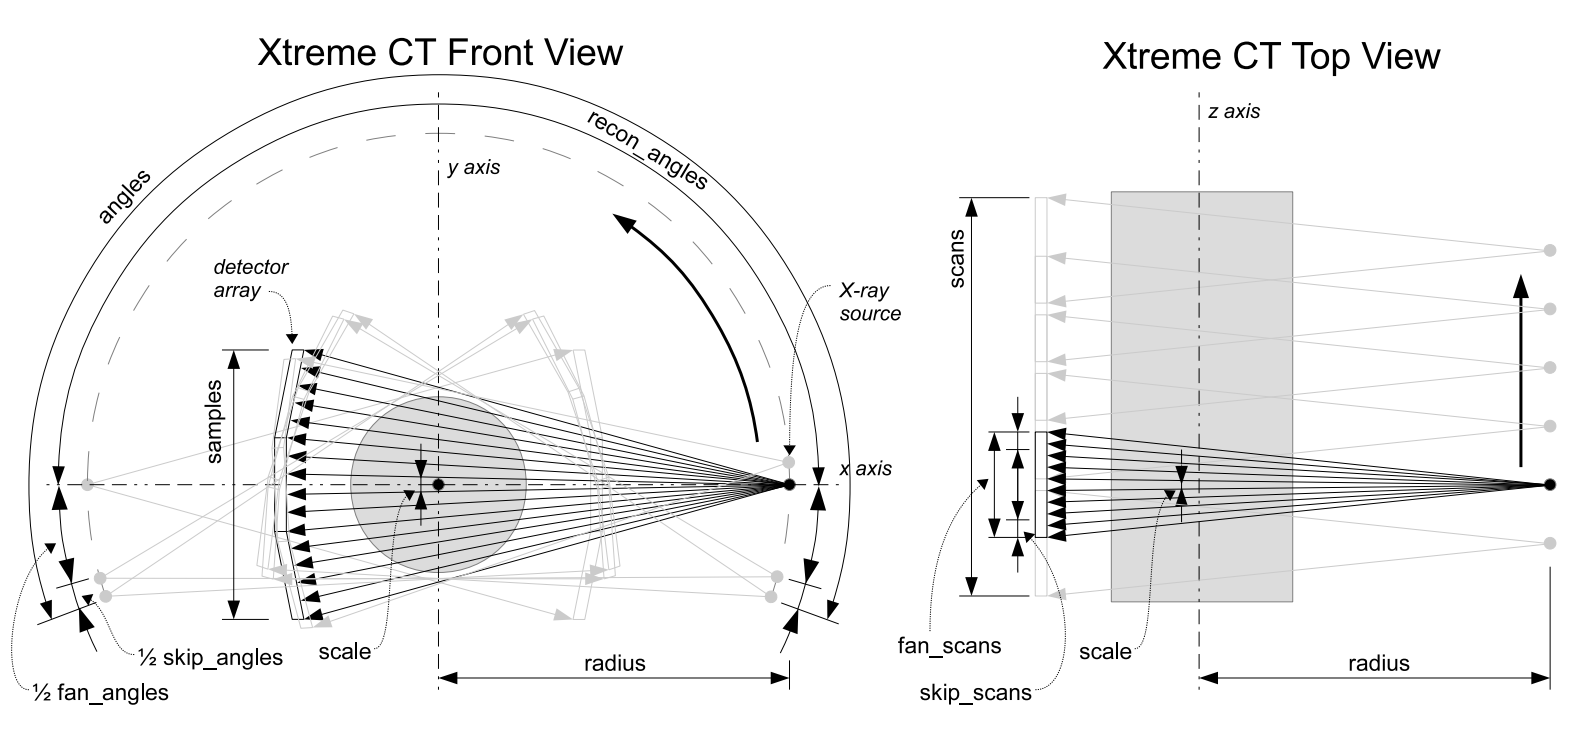 Xtreme CT Front View
angles
recon_angles
y axis
detector
array
samples
X-ray
source
x axis
scale
½ skip_angles
½ fan_angles
radius
Xtreme CT Top View
z axis
scans
fan_scans
skip_scans
scale
radius